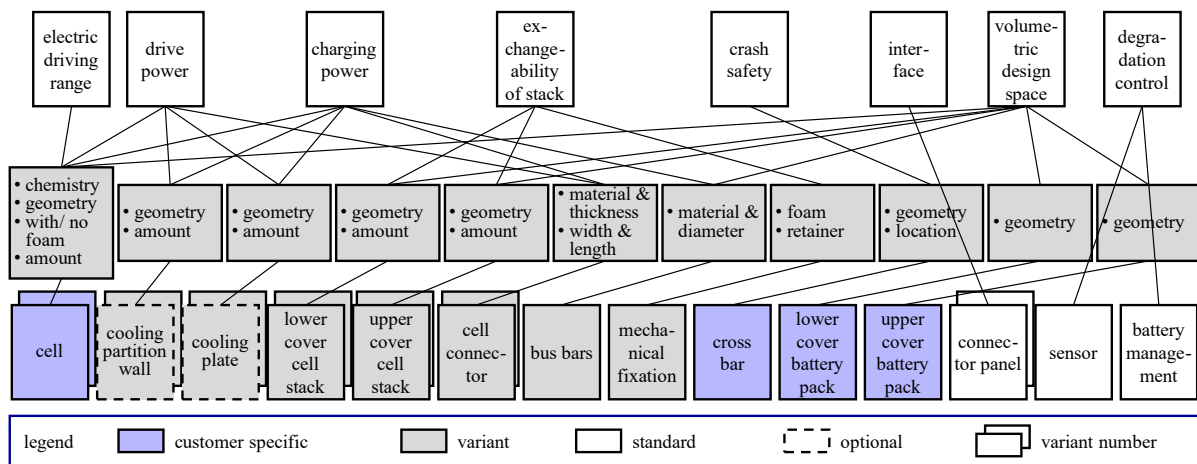 electric
driving
range
drive
power
charging
power
ex-
change-
ability
of stack
crash
safety
inter-
face
volume-
tric
design
space
degra-
dation
control
• chemistry
• geometry
• with/ no
foam
• amount
• geometry
• amount
• geometry
• amount
• geometry
• amount
• geometry
• amount
• material &
thickness
• width &
length
• material &
diameter
• foam
• retainer
• geometry
• location
• geometry
• geometry
cell
cooling
partition
wall
cooling
plate
lower
cover
cell
stack
upper
cover
cell
stack
cell
connec-
tor
bus bars
mecha-
nical
fixation
cross
bar
lower
cover
battery
pack
upper
cover
battery
pack
connec-
tor panel
sensor
battery
manage-
ment
legend
customer specific
variant
standard
optional
variant number